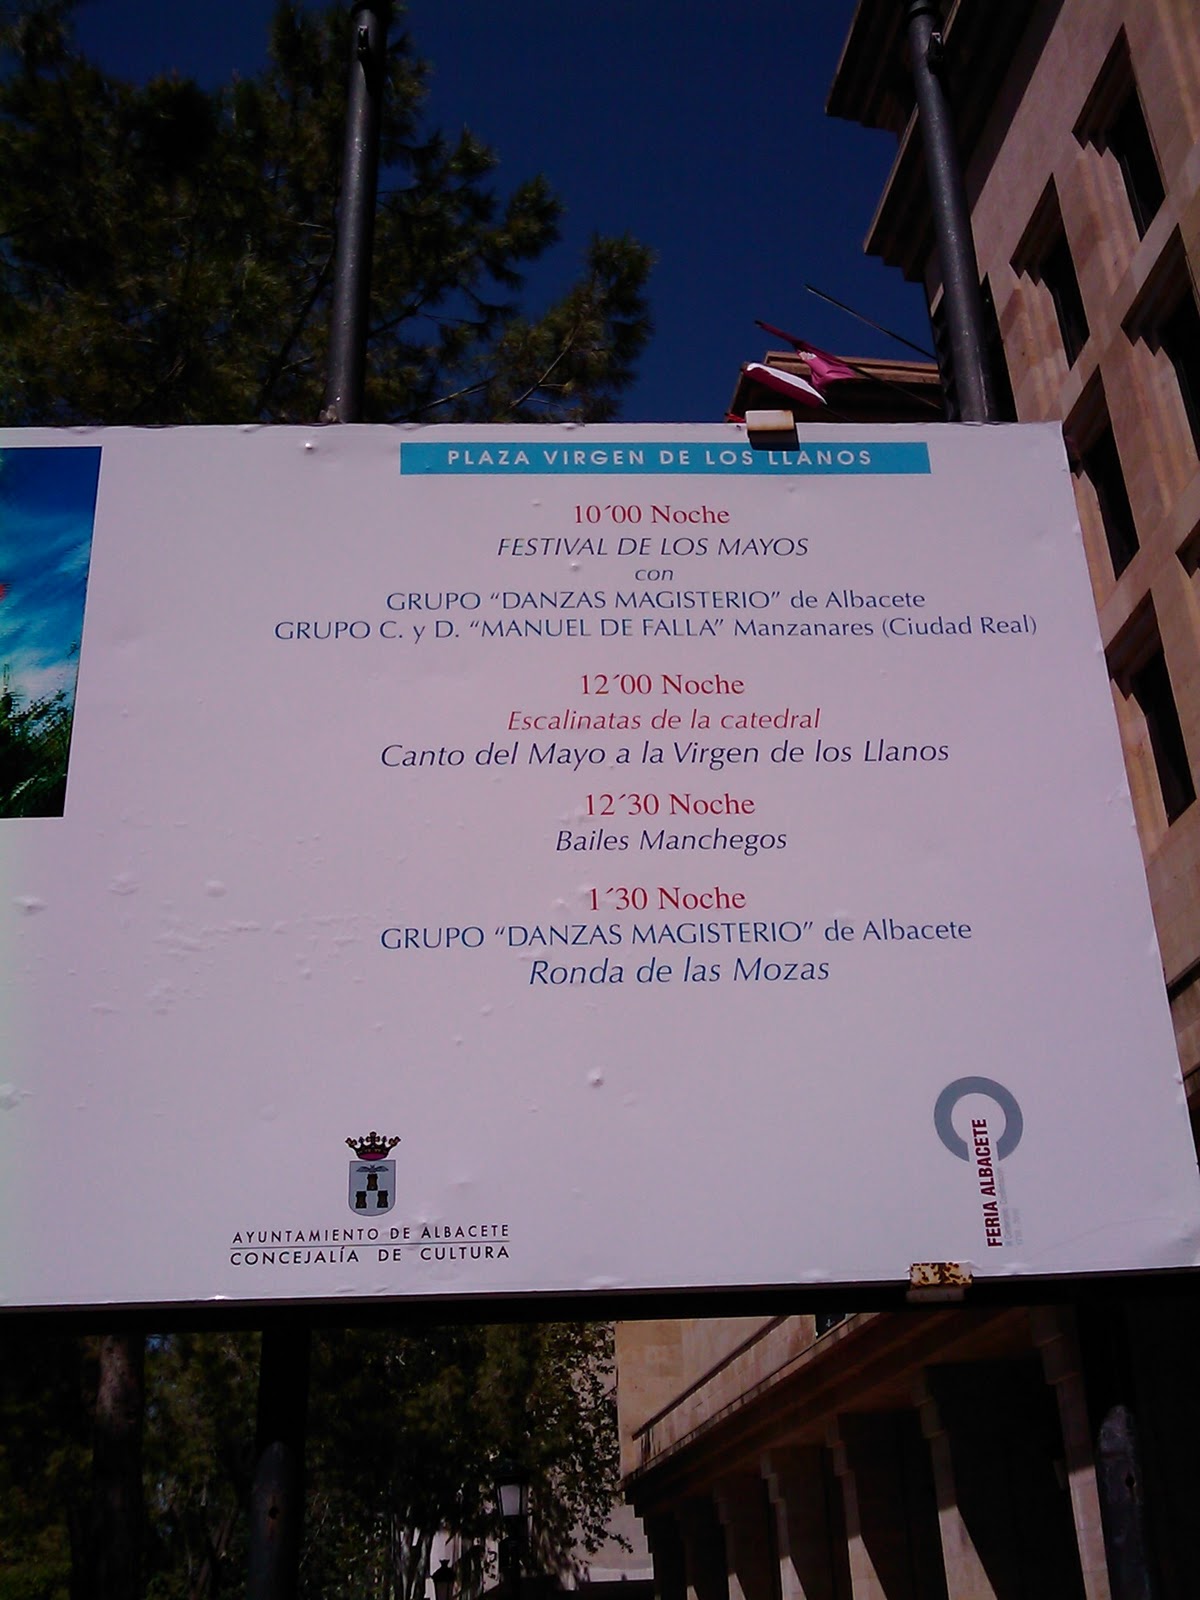 PLAZA VIRGEN DE LOS LLANOS
10´00 Noche
FESTIVAL DE LOS MAYOS
con
GRUPO “DANZAS MAGISTERIO” de Albacete
GRUPO C. y D. “MANUEL DE FALLA” Manzanares (Ciudad Real)
12´00 Noche
Escalinatas de la catedral
Canto del Mayo a la Virgen de los Llanos
12´30 Noche
Bailes Manchegos
1´30 Noche
GRUPO “DANZAS MAGISTERIO” de Albacete
Ronda de las Mozas
AYUNTAMIENTO DE ALBACETE
CONCEJALÍA DE CULTURA
FERIA ALBACETE